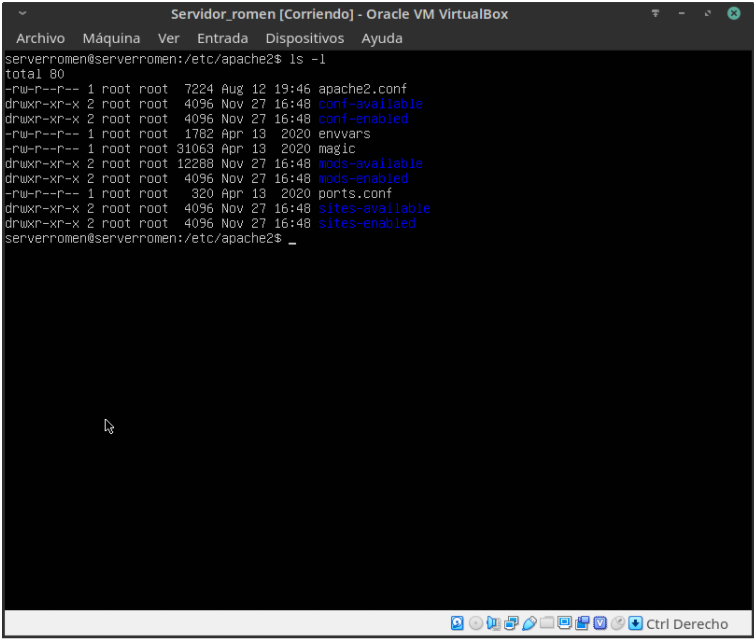 Servidor_romen [Corriendo] - Oracle VM VirtualBox
Archivo Máquina Ver Entrada Dispositivos Ayuda
serverromen@serverromen:/etc/apache2$ ls -l
total 80
-rw-r--r-- 1 root root  7224 Aug 12 19:46 apache2.conf
drwxr-xr-x 2 root root  4096 Nov 27 16:48 conf-available
drwxr-xr-x 2 root root  4096 Nov 27 16:48 conf-enabled
-rw-r--r-- 1 root root  1782 Apr 13  2020 envvars
-rw-r--r-- 1 root root 31063 Apr 13  2020 magic
drwxr-xr-x 2 root root 12288 Nov 27 16:48 mods-available
drwxr-xr-x 2 root root  4096 Nov 27 16:48 mods-enabled
-rw-r--r-- 1 root root   320 Apr 13  2020 ports.conf
drwxr-xr-x 2 root root  4096 Nov 27 16:48 sites-available
drwxr-xr-x 2 root root  4096 Nov 27 16:48 sites-enabled
serverromen@serverromen:/etc/apache2$ _
Ctrl Derecho